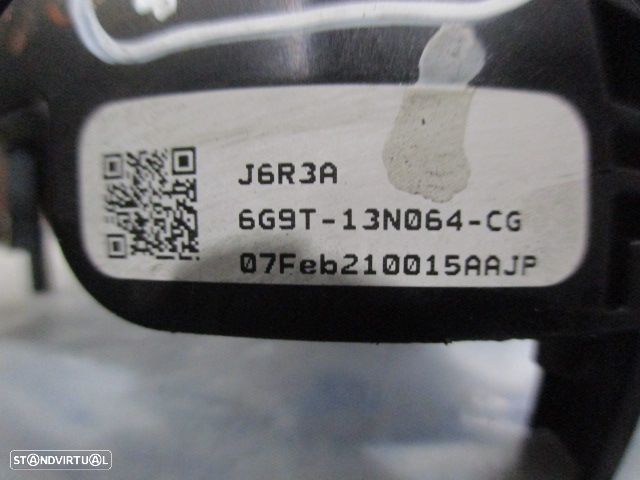 J6R3A
6G9T-13N064-CG
07Feb210015AAJP
STANDVIRTUAL